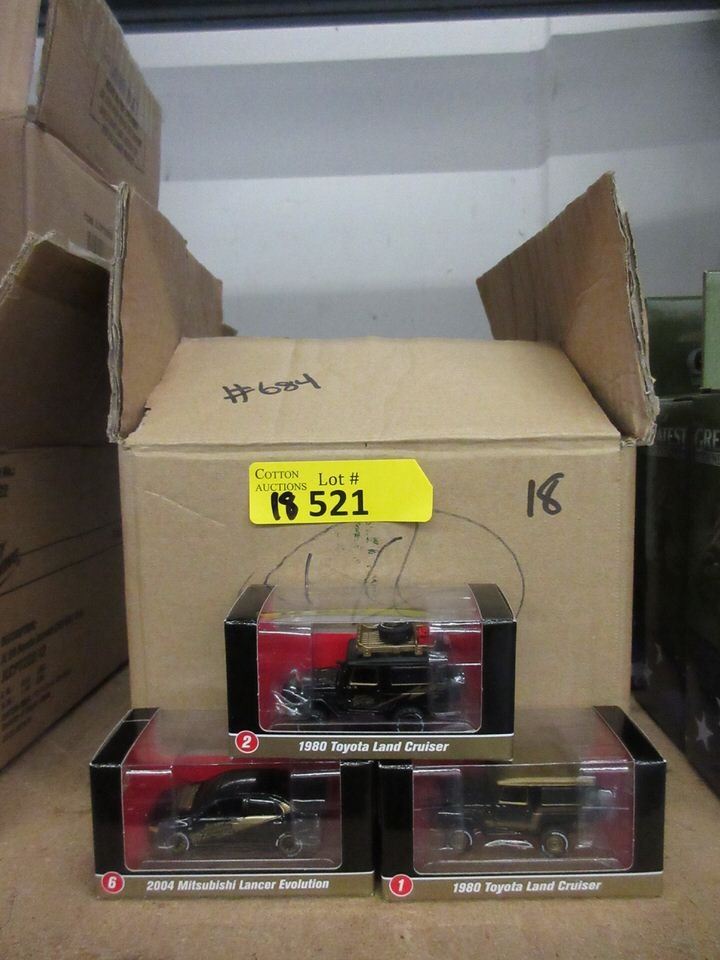 #684
COTTON
AUCTIONS
Lot #
18 521
18
2
1980 Toyota Land Cruiser
6
2004 Mitsubishi Lancer Evolution
1
1980 Toyota Land Cruiser